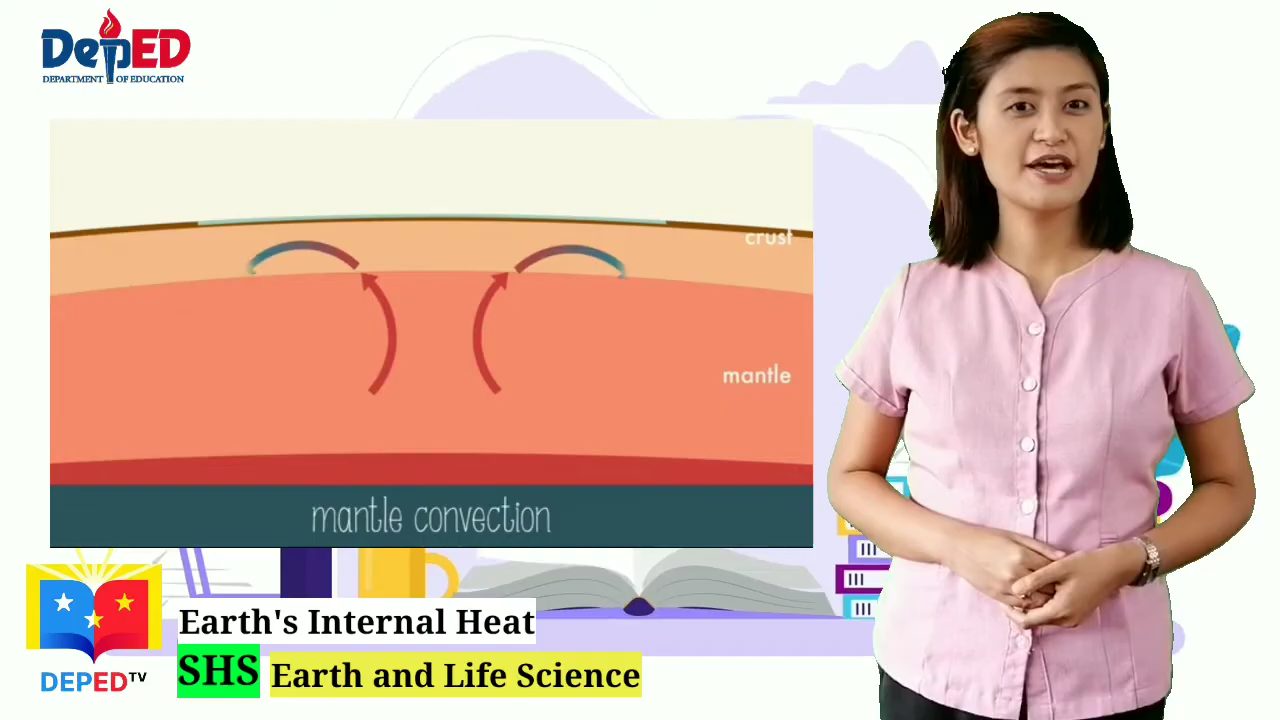 DepED
DEPARTMENT OF EDUCATION
crust
mantle
mantle convection
Earth's Internal Heat
SHS Earth and Life Science
DEPED TV